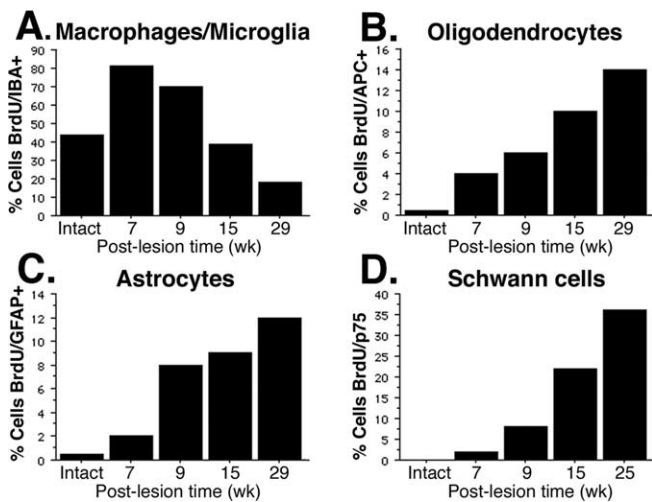 A. Macrophages/Microglia
% Cells BrdU/IBA+
90
80
70
60
50
40
30
20
10
0
Intact 7 9 15 29
Post-lesion time (wk)
B. Oligodendrocytes
% Cells BrdU/APC+
16
14
12
10
8
6
4
2
0
Intact 7 9 15 29
Post-lesion time (wk)
C. Astrocytes
% Cells BrdU/GFAP+
14
12
10
8
6
4
2
0
Intact 7 9 15 29
Post-lesion time (wk)
D. Schwann cells
% Cells BrdU/p75
40
35
30
25
20
15
10
5
0
Intact 7 9 15 25
Post-lesion time (wk)